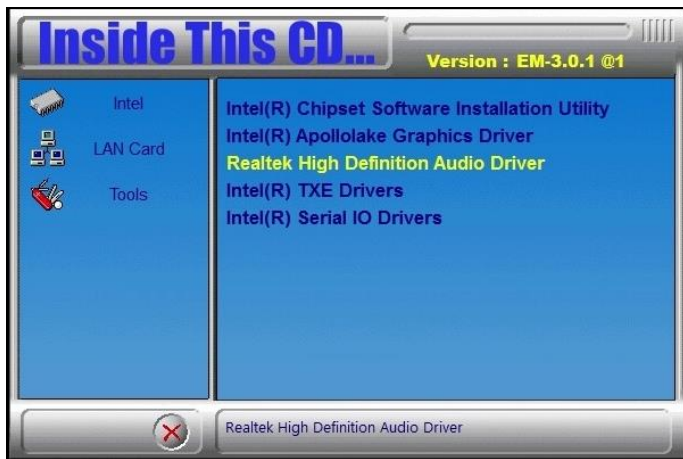 Inside This CD...
Version : EM-3.0.1 @1
Intel
LAN Card
Tools
Intel(R) Chipset Software Installation Utility
Intel(R) Apollolake Graphics Driver
Realtek High Definition Audio Driver
Intel(R) TXE Drivers
Intel(R) Serial IO Drivers
Realtek High Definition Audio Driver